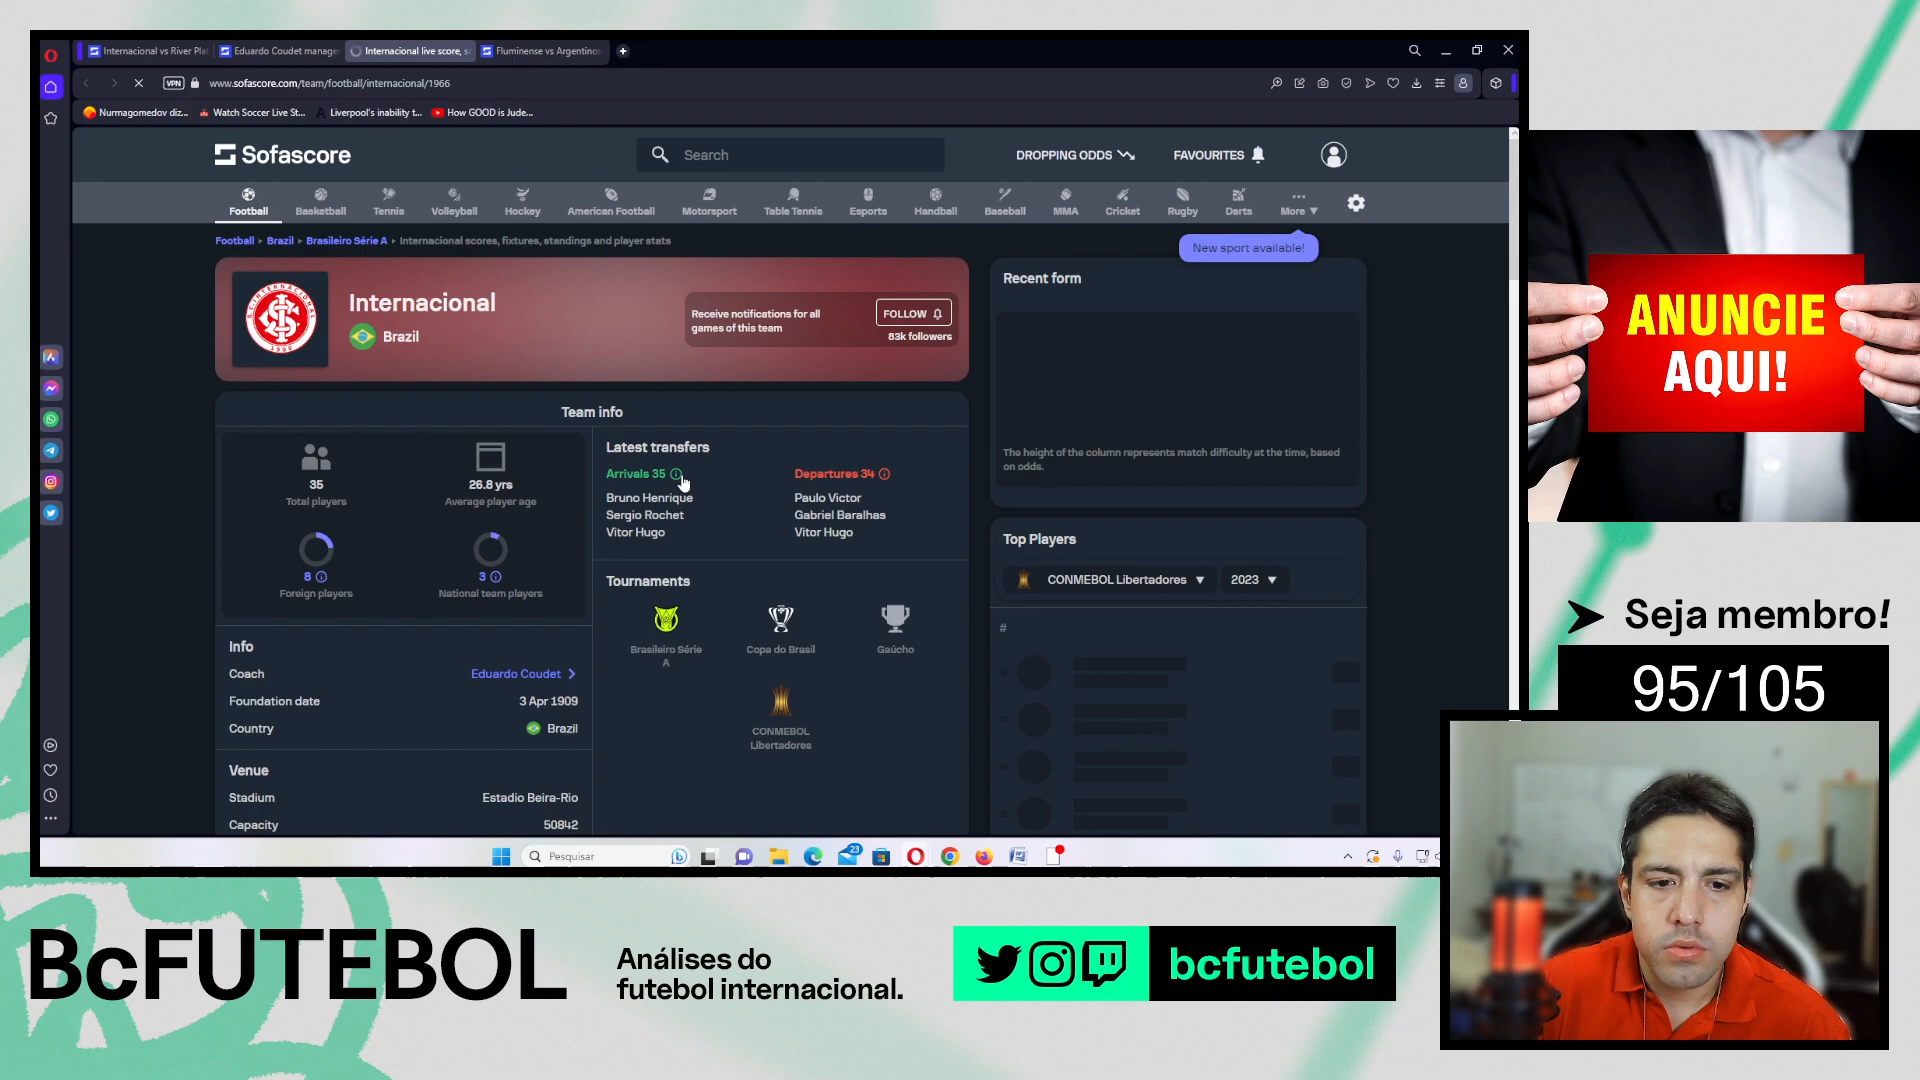 Internacional vs River Pla
Eduardo Coudet manage
Internacional live score, s
Fluminense vs Argentinos
VPN
www.sofascore.com/team/football/internacional/1966
Nurmagomedov diz...
Watch Soccer Live St...
Liverpool's inability t...
How GOOD is Jude...
Sofascore
Search
DROPPING ODDS
FAVOURITES
Football
Basketball
Tennis
Volleyball
Hockey
American Football
Motorsport
Table Tennis
Esports
Handball
Baseball
MMA
Cricket
Rugby
Darts
More
Football
Brazil
Brasileiro Série A
Internacional scores, fixtures, standings and player stats
New sport available!
Internacional
Brazil
Receive notifications for all
games of this team
FOLLOW
83k followers
Recent form
The height of the column represents match difficulty at the time, based
on odds.
Team info
35
Total players
26.8 yrs
Average player age
8
Foreign players
3
National team players
Latest transfers
Arrivals 35
Bruno Henrique
Sergio Rochet
Vitor Hugo
Departures 34
Paulo Victor
Gabriel Baralhas
Vitor Hugo
Tournaments
Brasileiro Série
A
Copa do Brasil
Gaúcho
CONMEBOL
Libertadores
Info
Coach
Eduardo Coudet
Foundation date
3 Apr 1909
Country
Brazil
Venue
Stadium
Estadio Beira-Rio
Capacity
50842
Top Players
CONMEBOL Libertadores
2023
#
Pesquisar
23
ANUNCIE
AQUI!
Seja membro!
95/105
BcFUTEBOL
Análises do
futebol internacional.
bcfutebol